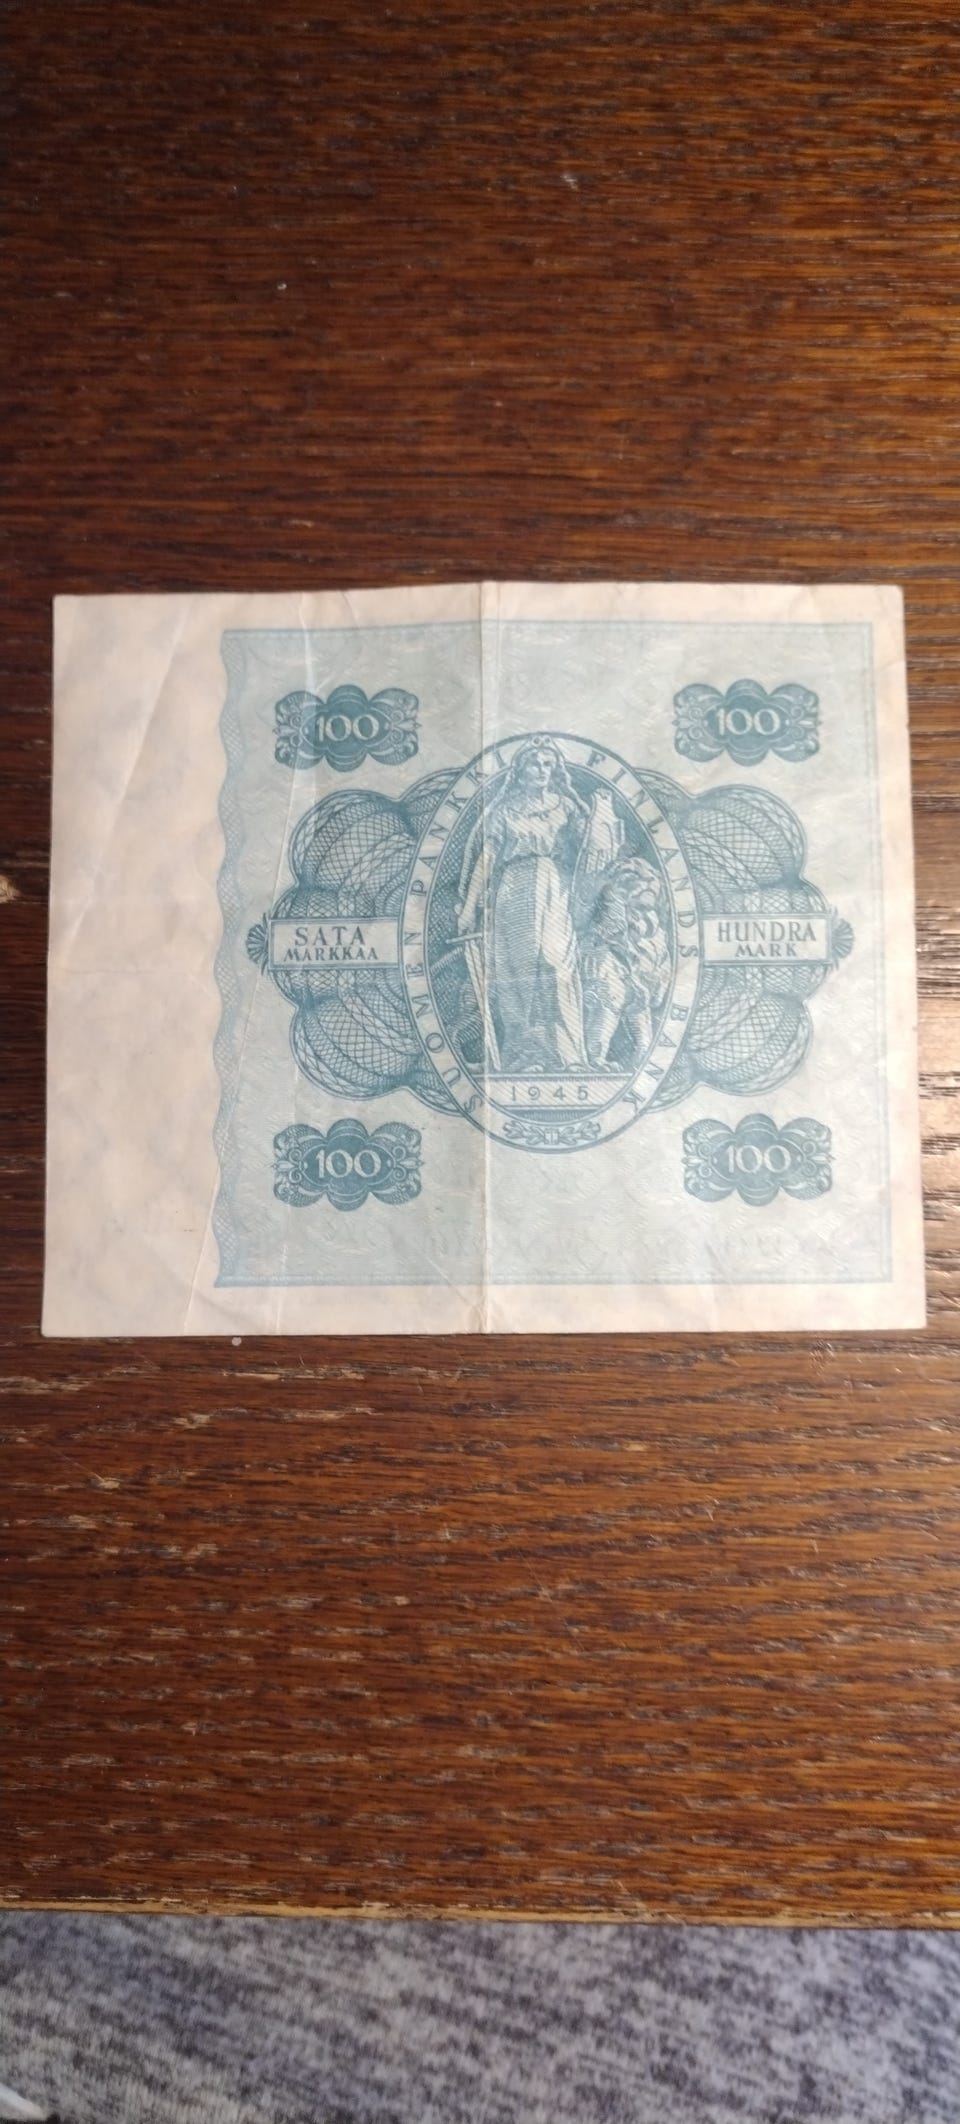 100
100
SUOMEN PANKKI FINLANDS BANK
SATA
MARKKAA
HUNDRA
MARK
1945
100
100